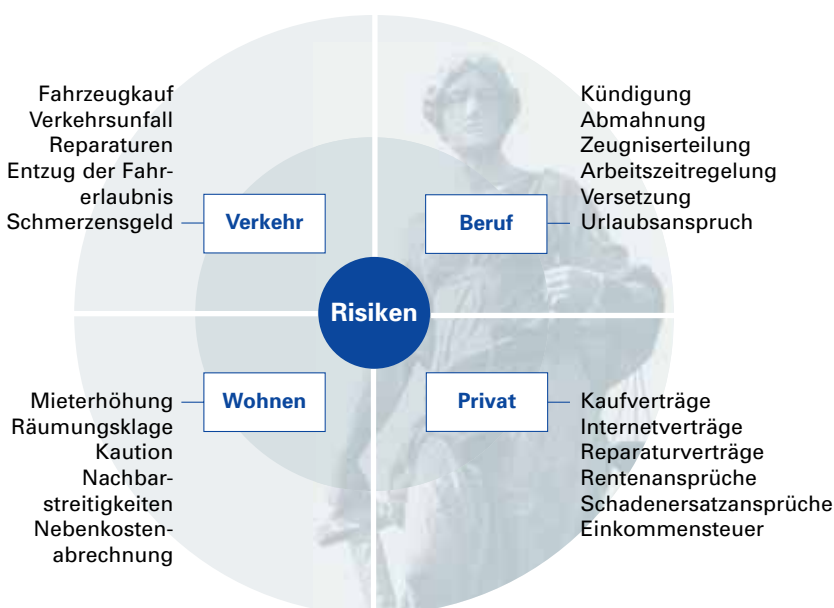 Fahrzeugkauf
Verkehrsunfall
Reparaturen
Entzug der Fahr-
erlaubnis
Schmerzensgeld
Verkehr
Kündigung
Abmahnung
Zeugniserteilung
Arbeitszeitregelung
Versetzung
Urlaubsanspruch
Beruf
Risiken
Mieterhöhung
Räumungsklage
Kaution
Nachbar-
streitigkeiten
Nebenkosten-
abrechnung
Wohnen
Privat
Kaufverträge
Internetverträge
Reparaturverträge
Rentenansprüche
Schadenersatzansprüche
Einkommensteuer